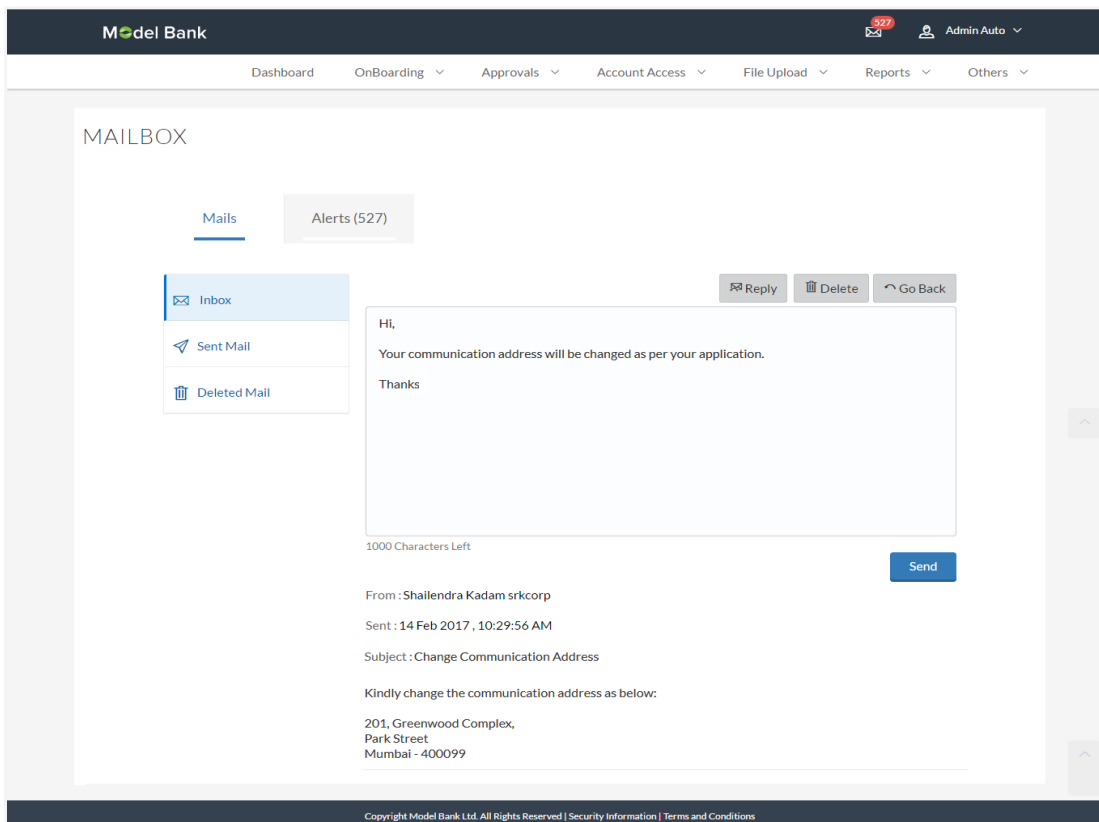 Model Bank
527
Admin Auto
Dashboard OnBoarding Approvals Account Access File Upload Reports Others
MAILBOX
Mails Alerts (527)
Inbox
Sent Mail
Deleted Mail
Reply Delete Go Back
Hi,
Your communication address will be changed as per your application.
Thanks
1000 Characters Left
Send
From : Shailendra Kadam srkcorp
Sent : 14 Feb 2017 , 10:29:56 AM
Subject : Change Communication Address
Kindly change the communication address as below:
201, Greenwood Complex,
Park Street
Mumbai - 400099
Copyright Model Bank Ltd. All Rights Reserved | Security Information | Terms and Conditions